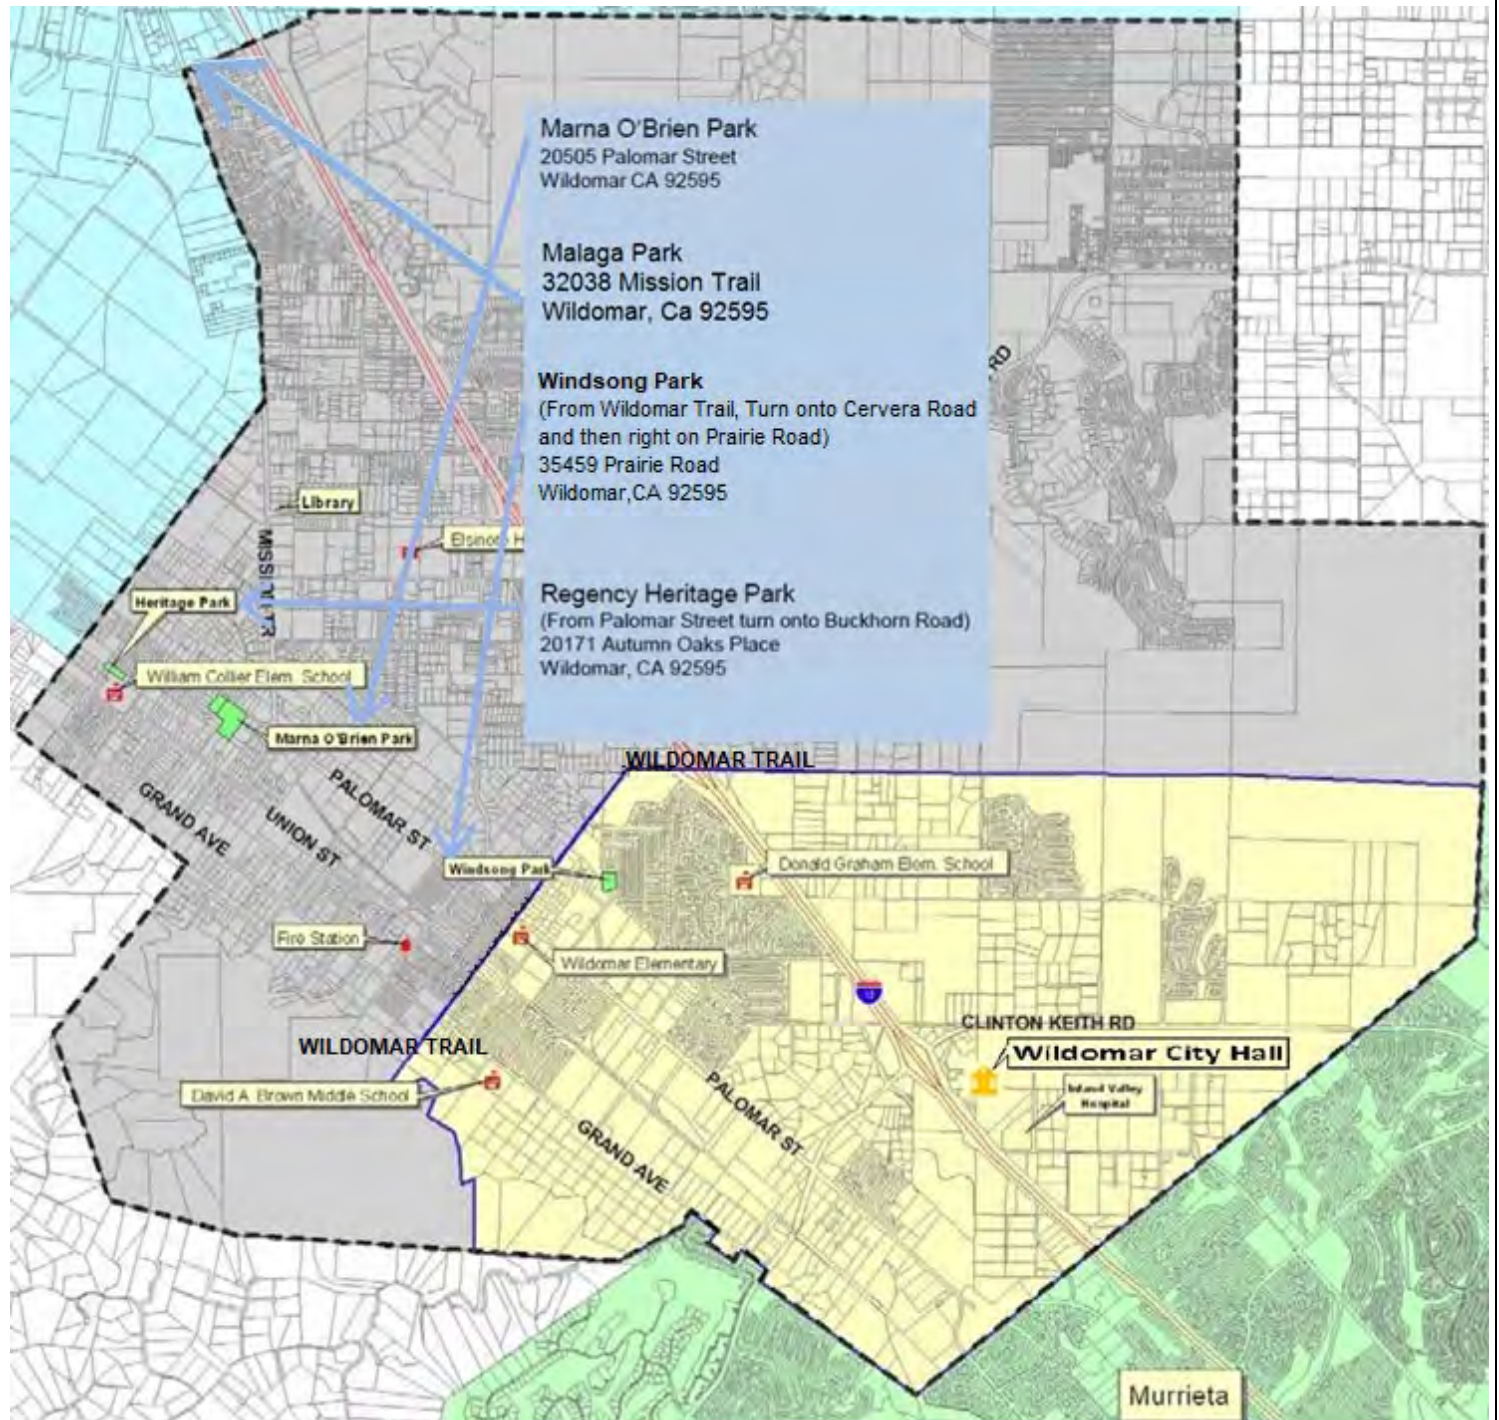 Marna O'Brien Park
20505 Palomar Street
Wildomar CA 92595
Malaga Park
32038 Mission Trail
Wildomar, Ca 92595
RD
Windsong Park
(From Wildomar Trail, Turn onto Cervera Road
and then right on Prairie Road)
35459 Prairie Road
Wildomar,CA 92595
Library
Elsinore H
MISSION TR
Regency Heritage Park
(From Palomar Street turn onto Buckhorn Road)
20171 Autumn Oaks Place
Wildomar, CA 92595
Heritage Park
William Collier Elem. School
Marna O'Brien Park
WILDOMAR TRAIL
PALOMAR ST
GRAND AVE
UNION ST
Windsong Park
Donald Graham Elem. School
Fire Station
Wildomar Elementary
15
CLINTON KEITH RD
WILDOMAR TRAIL
Wildomar City Hall
David A. Brown Middle School
Inland Valley
Hospital
PALOMAR ST
GRAND AVE
Murrieta